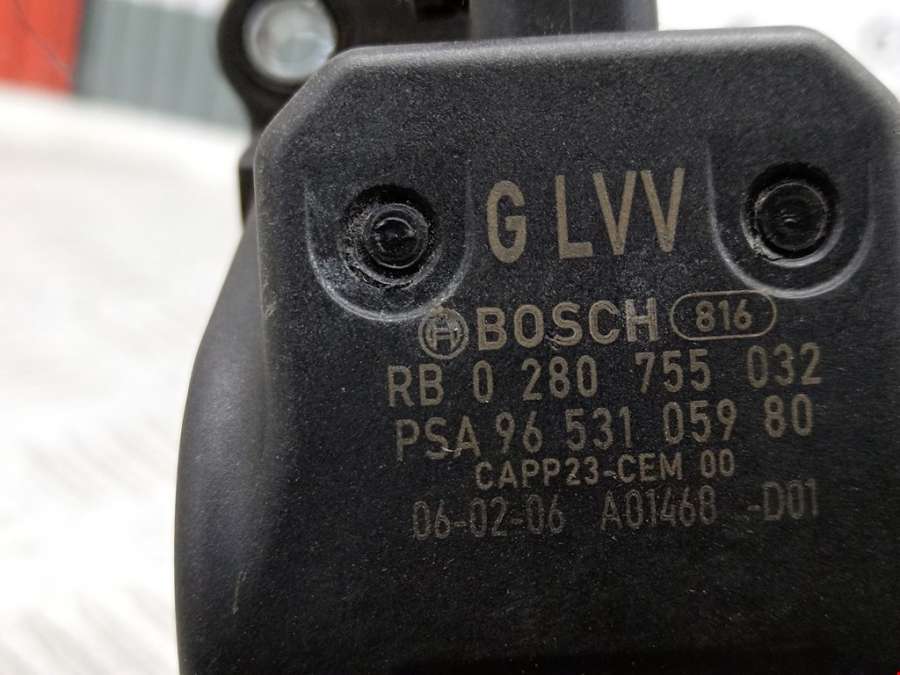 G LVV
BOSCH 816
RB 0 280 755 032
PSA 96 531 059 80
CAPP23-CEM 00
06-02-06 A01468 -D01